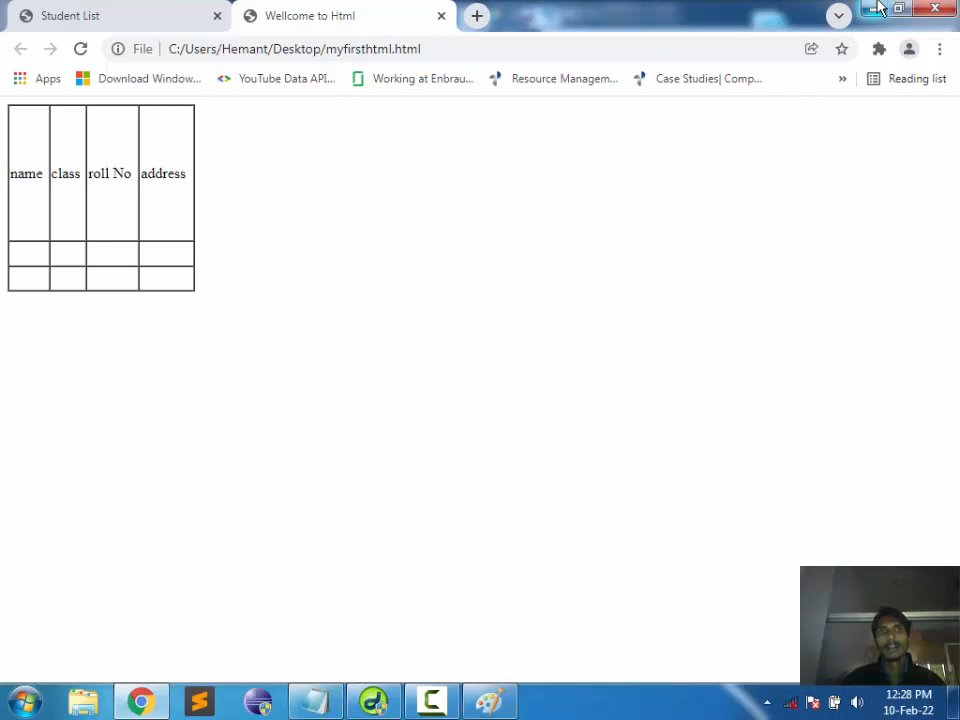 Student List
Wellcome to Html
File C:/Users/Hemant/Desktop/myfirsthtml.html
Apps Download Window... YouTube Data API... Working at Enbrau... Resource Managem... Case Studies| Comp... » Reading list
name class roll No address
12:28 PM
10-Feb-22